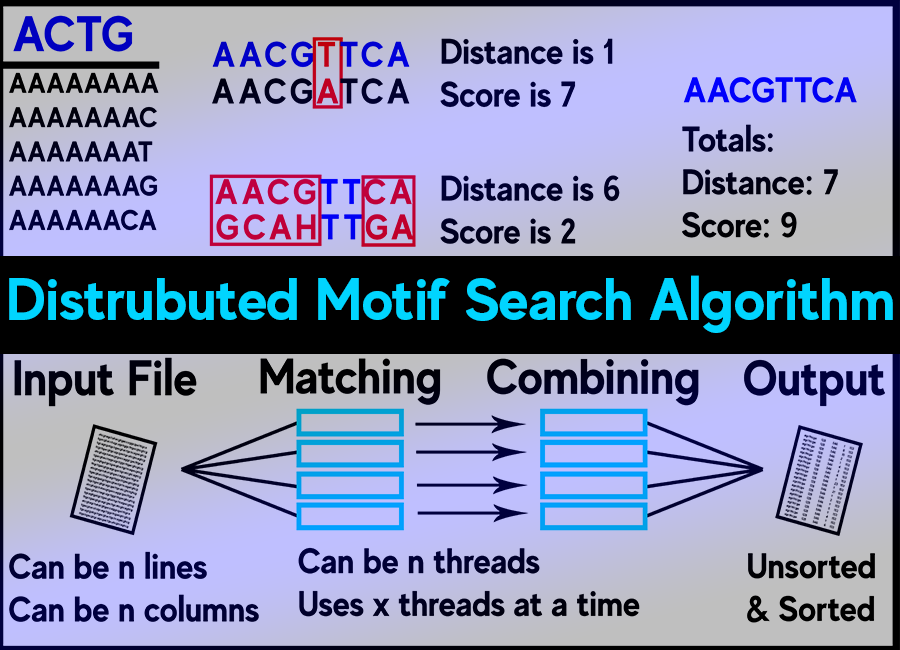 ACTG
AAAAAAAA
AAAAAAAC
AAAAAAAT
AAAAAAAG
AAAAAACA
AACGTTCA
AACGATCA
Distance is 1
Score is 7
AACGTTCA
GCAHTTGA
Distance is 6
Score is 2
AACGTTCA
Totals:
Distance: 7
Score: 9
Distrubuted Motif Search Algorithm
Input File
Matching
Combining
Output
Can be n lines
Can be n columns
Can be n threads
Uses x threads at a time
Unsorted
& Sorted